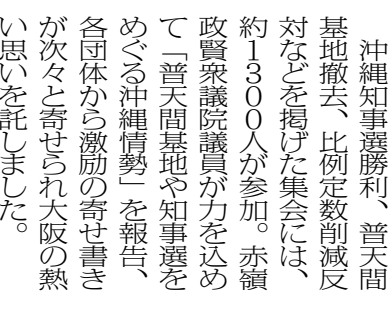 沖縄知事選勝利、普天間
基地撤去、比例定数削減反
対などを掲げた集会には、
約1300人が参加。赤嶺
政賢衆議院議員が力を込め
て「普天間基地や知事選を
めぐる沖縄情勢」を報告、
各団体から激励の寄せ書き
が次々と寄せられ大阪の熱
い思いを託しました。